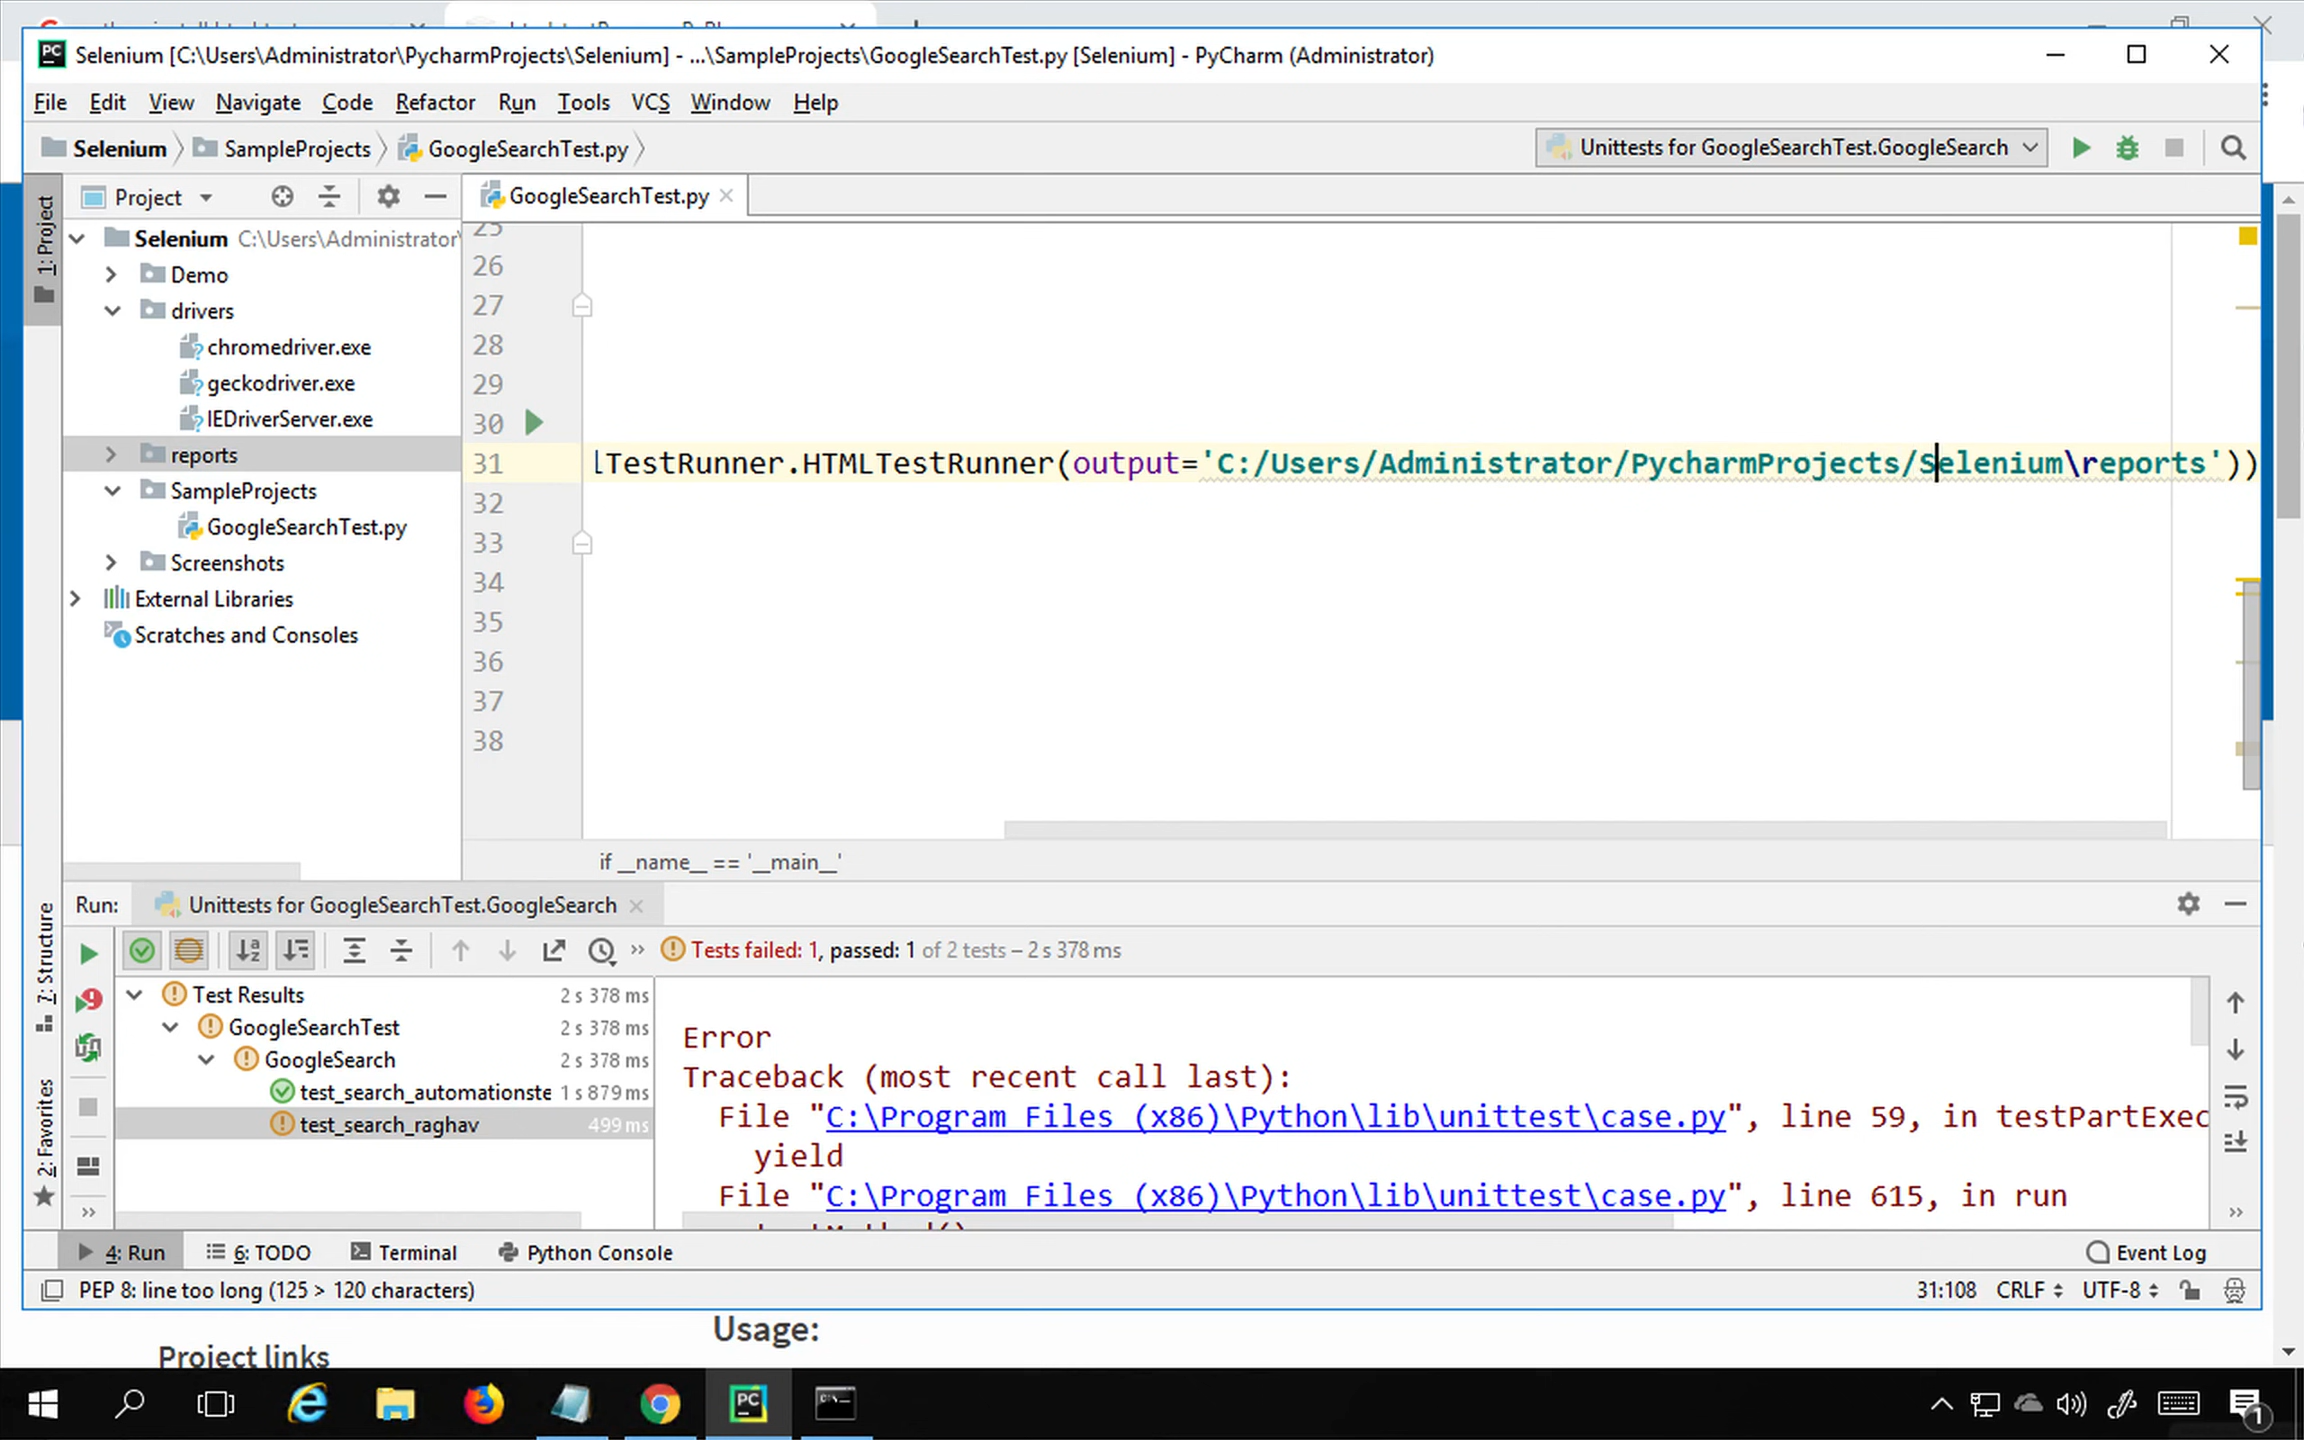 Selenium [C:\Users\Administrator\PycharmProjects\Selenium] - ...\SampleProjects\GoogleSearchTest.py [Selenium] - PyCharm (Administrator)
File Edit View Navigate Code Refactor Run Tools VCS Window Help
Selenium SampleProjects GoogleSearchTest.py
Unittests for GoogleSearchTest.GoogleSearch
1: Project
Project
GoogleSearchTest.py
Selenium C:\Users\Administrator\
Demo
drivers
chromedriver.exe
geckodriver.exe
IEDriverServer.exe
reports
SampleProjects
GoogleSearchTest.py
Screenshots
External Libraries
Scratches and Consoles
25
26
27
28
29
30
31 lTestRunner.HTMLTestRunner(output='C:/Users/Administrator/PycharmProjects/Selenium\reports'))
32
33
34
35
36
37
38
if __name__ == '__main__'
7: Structure
2: Favorites
Run: Unittests for GoogleSearchTest.GoogleSearch
Tests failed: 1, passed: 1 of 2 tests – 2 s 378 ms
Test Results 2 s 378 ms
GoogleSearchTest 2 s 378 ms
GoogleSearch 2 s 378 ms
test_search_automationste 1 s 879 ms
test_search_raghav 499 ms
Error
Traceback (most recent call last):
File "C:\Program Files (x86)\Python\lib\unittest\case.py", line 59, in testPartExec
yield
File "C:\Program Files (x86)\Python\lib\unittest\case.py", line 615, in run
4: Run 6: TODO Terminal Python Console Event Log
PEP 8: line too long (125 > 120 characters)
31:108 CRLF UTF-8
Usage:
Project links
1